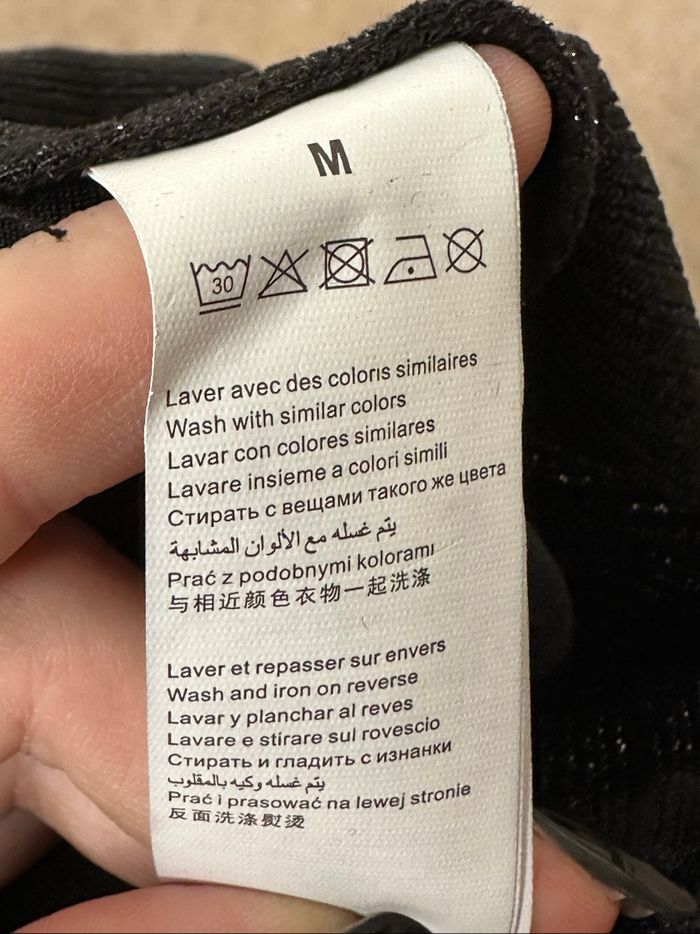 M
30
Laver avec des coloris similaires
Wash with similar colors
Lavar con colores similares
Lavare insieme a colori simili
Стирать с вещами такого же цвета
يتم غسله مع الألوان المشابهة
Prać z podobnymi kolorami
与相近颜色衣物一起洗涤
Laver et repasser sur envers
Wash and iron on reverse
Lavar y planchar al reves
Lavare e stirare sul rovescio
Стирать и гладить с изнанки
يتم غسله وكيه بالمقلوب
Prać i prasować na lewej stronie
反面洗涤熨烫